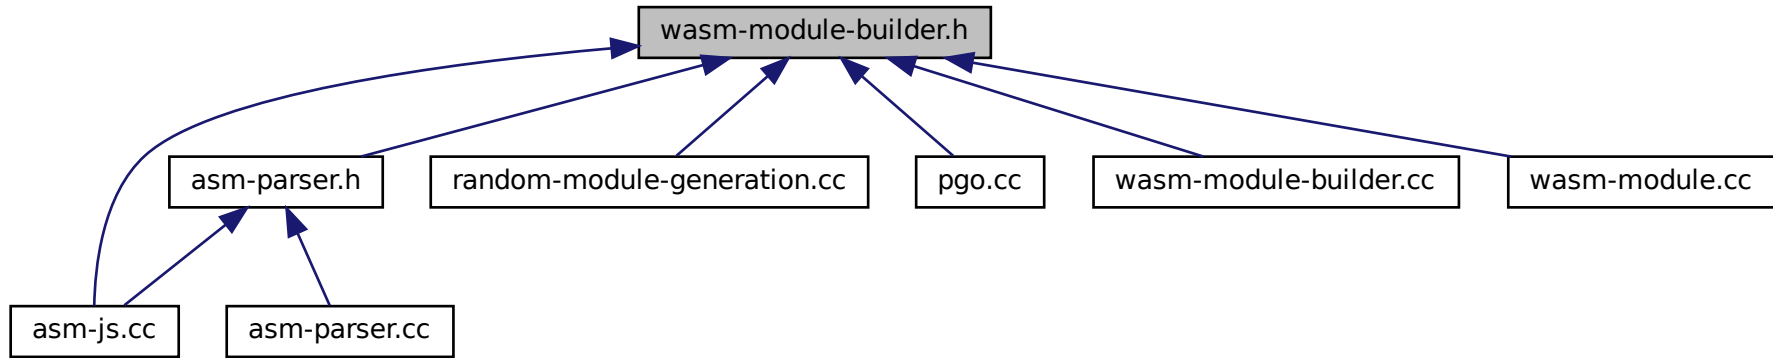 wasm-module-builder.h
asm-parser.h
random-module-generation.cc
pgo.cc
wasm-module-builder.cc
wasm-module.cc
asm-js.cc
asm-parser.cc